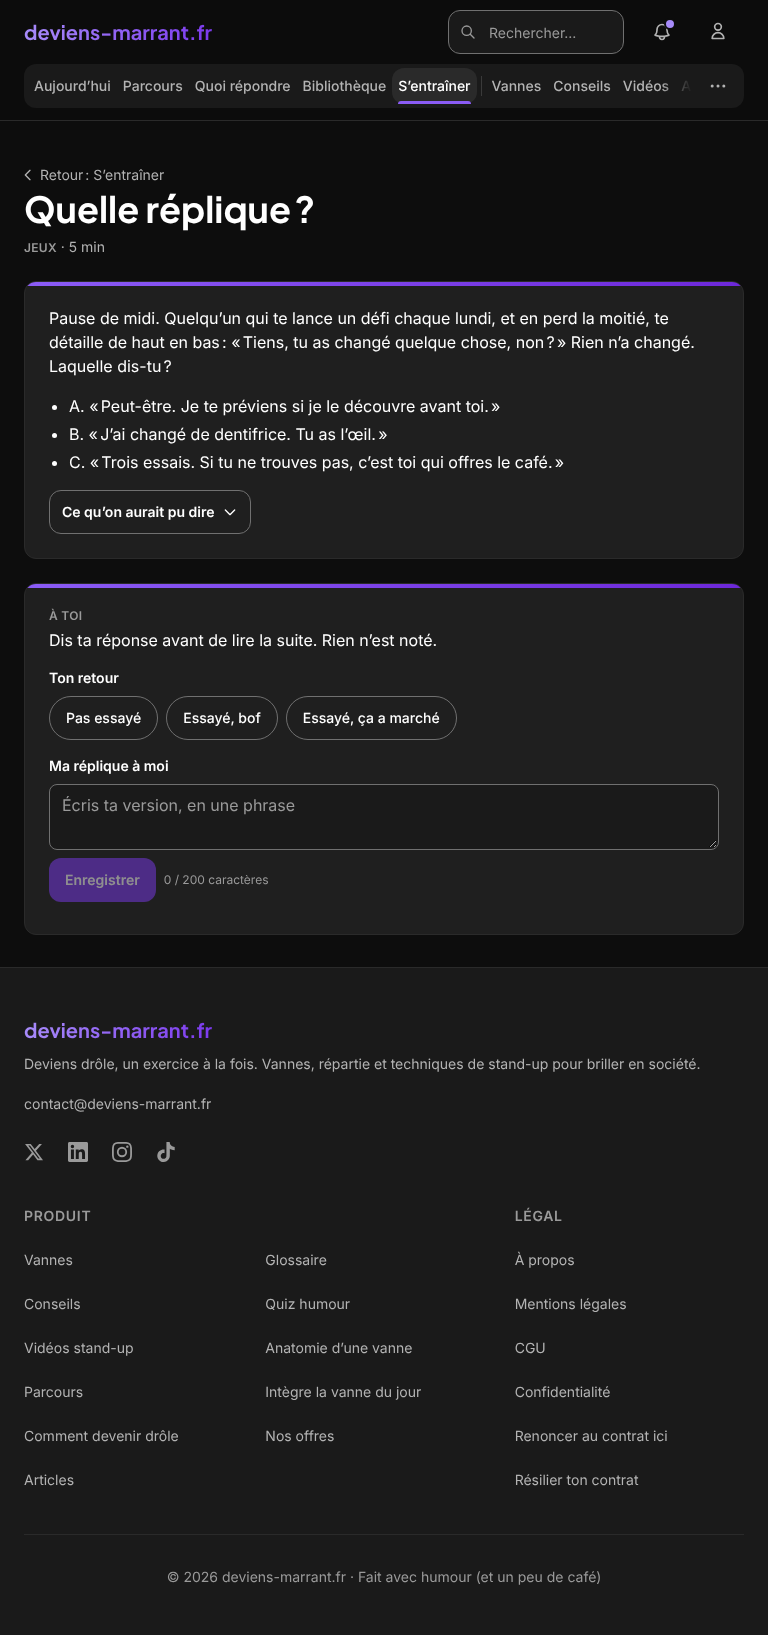 deviens-marrant.fr
Rechercher...
Aujourd’hui Parcours Quoi répondre Bibliothèque S’entraîner Vannes Conseils Vidéos
Retour : S’entraîner
Quelle réplique ?
JEUX · 5 min
Pause de midi. Quelqu’un qui te lance un défi chaque lundi, et en perd la moitié, te
détaille de haut en bas : « Tiens, tu as changé quelque chose, non ? » Rien n’a changé.
Laquelle dis-tu ?
• A. « Peut-être. Je te préviens si je le découvre avant toi. »
• B. « J’ai changé de dentifrice. Tu as l’œil. »
• C. « Trois essais. Si tu ne trouves pas, c’est toi qui offres le café. »
Ce qu’on aurait pu dire
À TOI
Dis ta réponse avant de lire la suite. Rien n’est noté.
Ton retour
Pas essayé Essayé, bof Essayé, ça a marché
Ma réplique à moi
Écris ta version, en une phrase
Enregistrer 0 / 200 caractères
deviens-marrant.fr
Deviens drôle, un exercice à la fois. Vannes, répartie et techniques de stand-up pour briller en société.
contact@deviens-marrant.fr
PRODUIT
Vannes
Conseils
Vidéos stand-up
Parcours
Comment devenir drôle
Articles
Glossaire
Quiz humour
Anatomie d’une vanne
Intègre la vanne du jour
Nos offres
LÉGAL
À propos
Mentions légales
CGU
Confidentialité
Renoncer au contrat ici
Résilier ton contrat
© 2026 deviens-marrant.fr · Fait avec humour (et un peu de café)